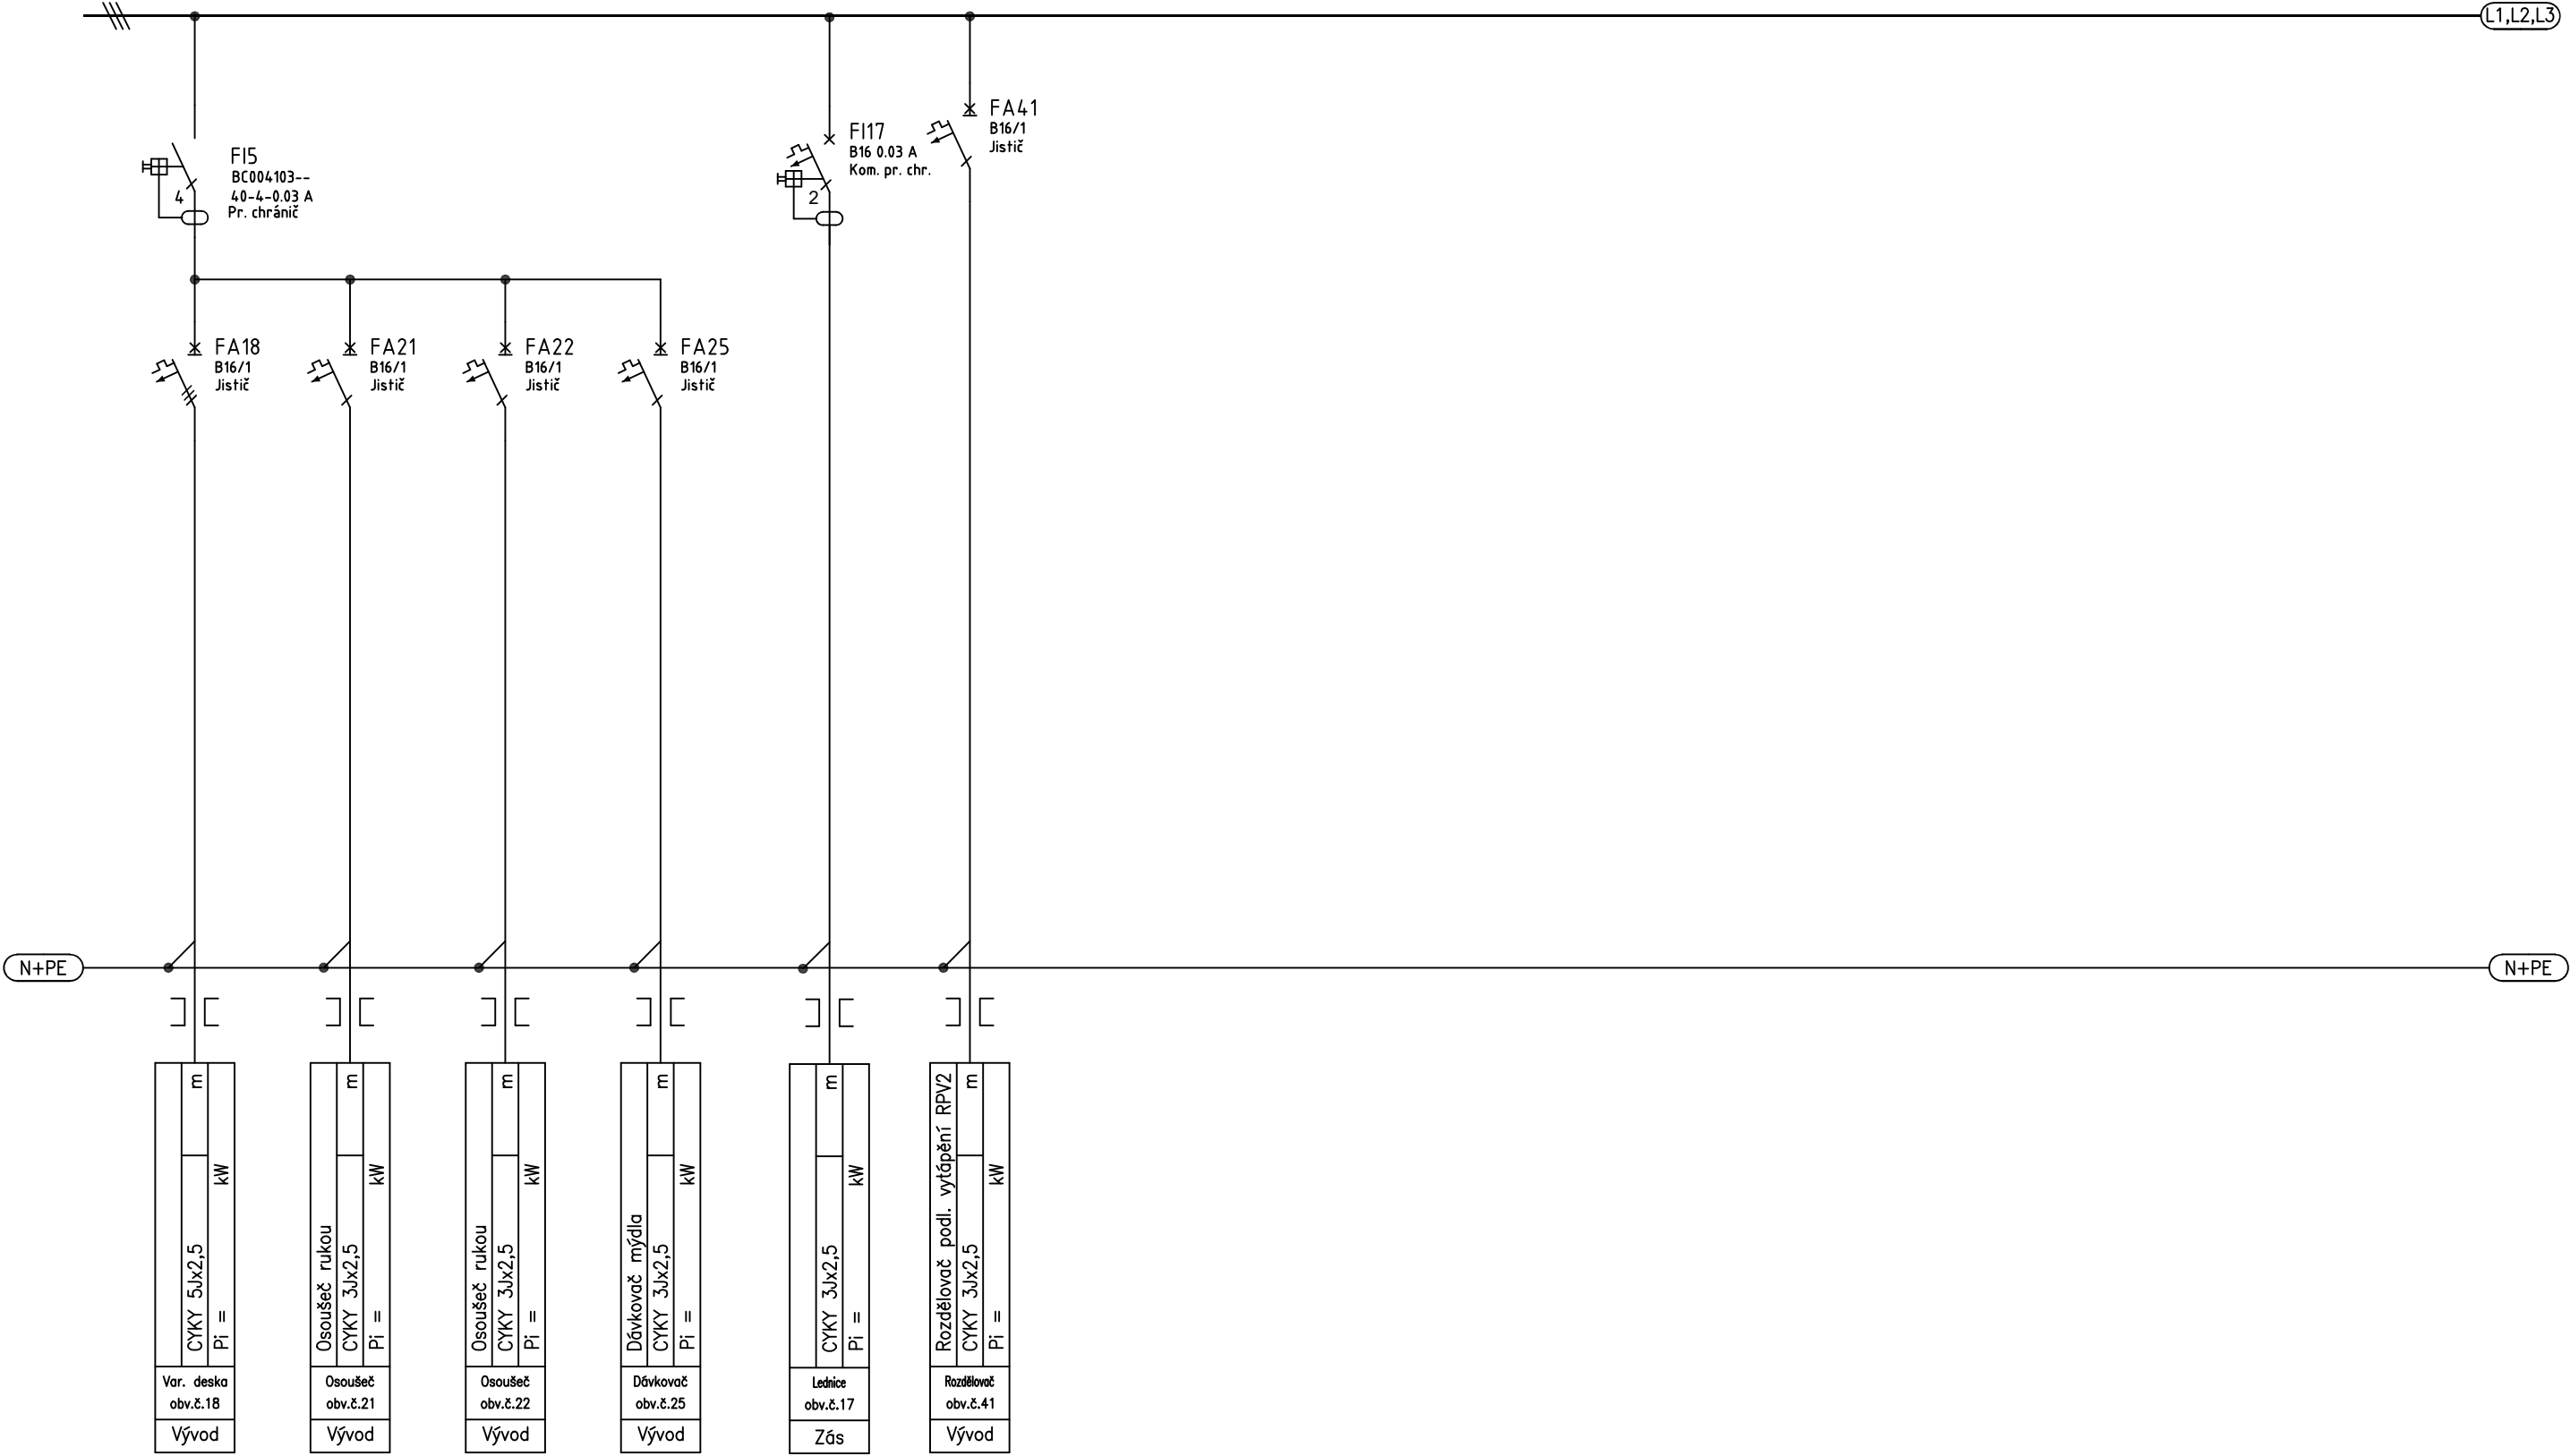 L1,L2,L3
FI5
BC004103--
40-4-0.03 A
Pr. chránič
4
FI17
B16 0.03 A
Kom. pr. chr.
2
FA41
B16/1
Jistič
FA18
B16/1
Jistič
FA21
B16/1
Jistič
FA22
B16/1
Jistič
FA25
B16/1
Jistič
N+PE
N+PE
CYKY 5Jx2,5 m
Pi = kW
Var. deska
obv.č.18
Vývod
Osoušeč rukou
CYKY 3Jx2,5 m
Pi = kW
Osoušeč
obv.č.21
Vývod
Osoušeč rukou
CYKY 3Jx2,5 m
Pi = kW
Osoušeč
obv.č.22
Vývod
Dávkovač mýdla
CYKY 3Jx2,5 m
Pi = kW
Dávkovač
obv.č.25
Vývod
CYKY 3Jx2,5 m
Pi = kW
Lednice
obv.č.17
Zás
Rozdělovač podl. vytápění RPV2
CYKY 3Jx2,5 m
Pi = kW
Rozdělovač
obv.č.41
Vývod